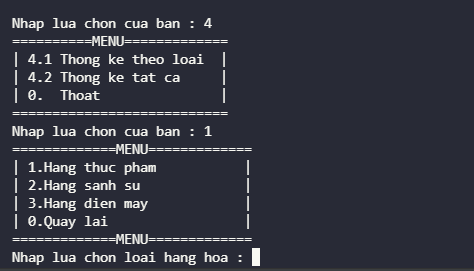 Nhap lua chon cua ban : 4
==========MENU=============
| 4.1 Thong ke theo loai  |
| 4.2 Thong ke tat ca     |
| 0.  Thoat               |
===========================
Nhap lua chon cua ban : 1
=============MENU=============
| 1.Hang thuc pham           |
| 2.Hang sanh su             |
| 3.Hang dien may            |
| 0.Quay lai                 |
=============MENU=============
Nhap lua chon loai hang hoa :